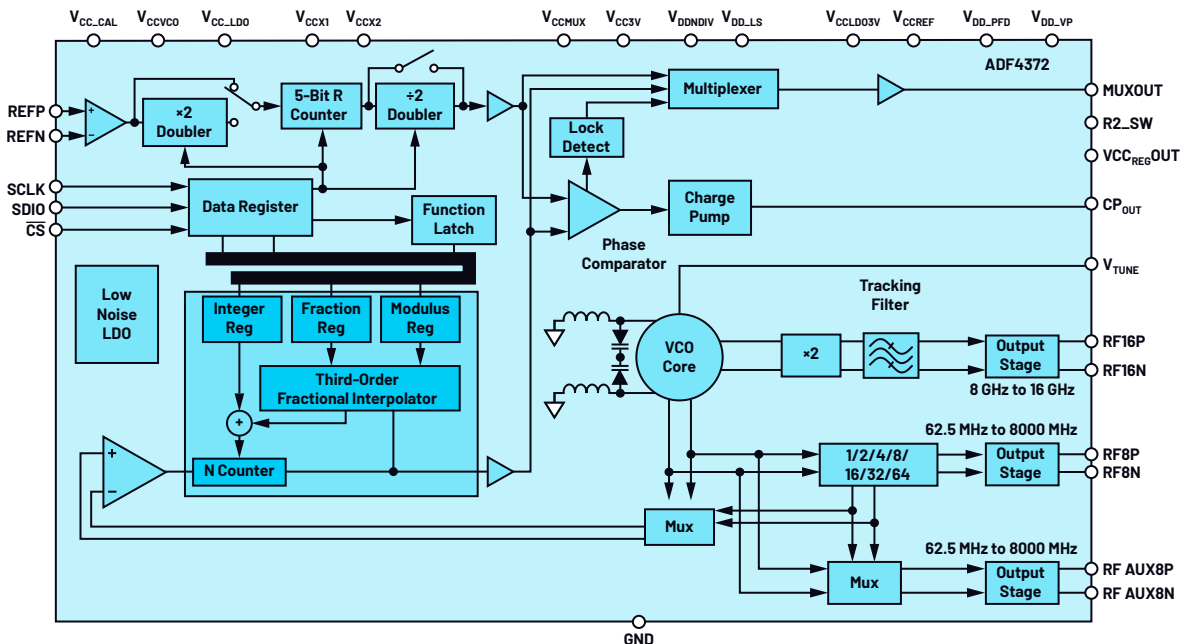 VCC_CAL VCCVCO VCC_LDO VCCX1 VCCX2 VCCMUX VCC3V VDDNDIV VDD_LS VCCLDO3V VCCREF VDD_PFD VDD_VP
ADF4372
REFP
REFN
+
−
×2
Doubler
5-Bit R
Counter
÷2
Doubler
Multiplexer
MUXOUT
R2_SW
Lock
Detect
VCCREGOUT
SCLK
SDIO
CS
Data Register
Function
Latch
Charge
Pump
CPOUT
Phase
Comparator
VTUNE
Low
Noise
LDO
Integer
Reg
Fraction
Reg
Modulus
Reg
Third-Order
Fractional Interpolator
+
N Counter
+
−
VCO
Core
×2
Tracking
Filter
Output
Stage
RF16P
RF16N
8 GHz to 16 GHz
62.5 MHz to 8000 MHz
1/2/4/8/
16/32/64
Output
Stage
RF8P
RF8N
Mux
62.5 MHz to 8000 MHz
Mux
Output
Stage
RF AUX8P
RF AUX8N
GND